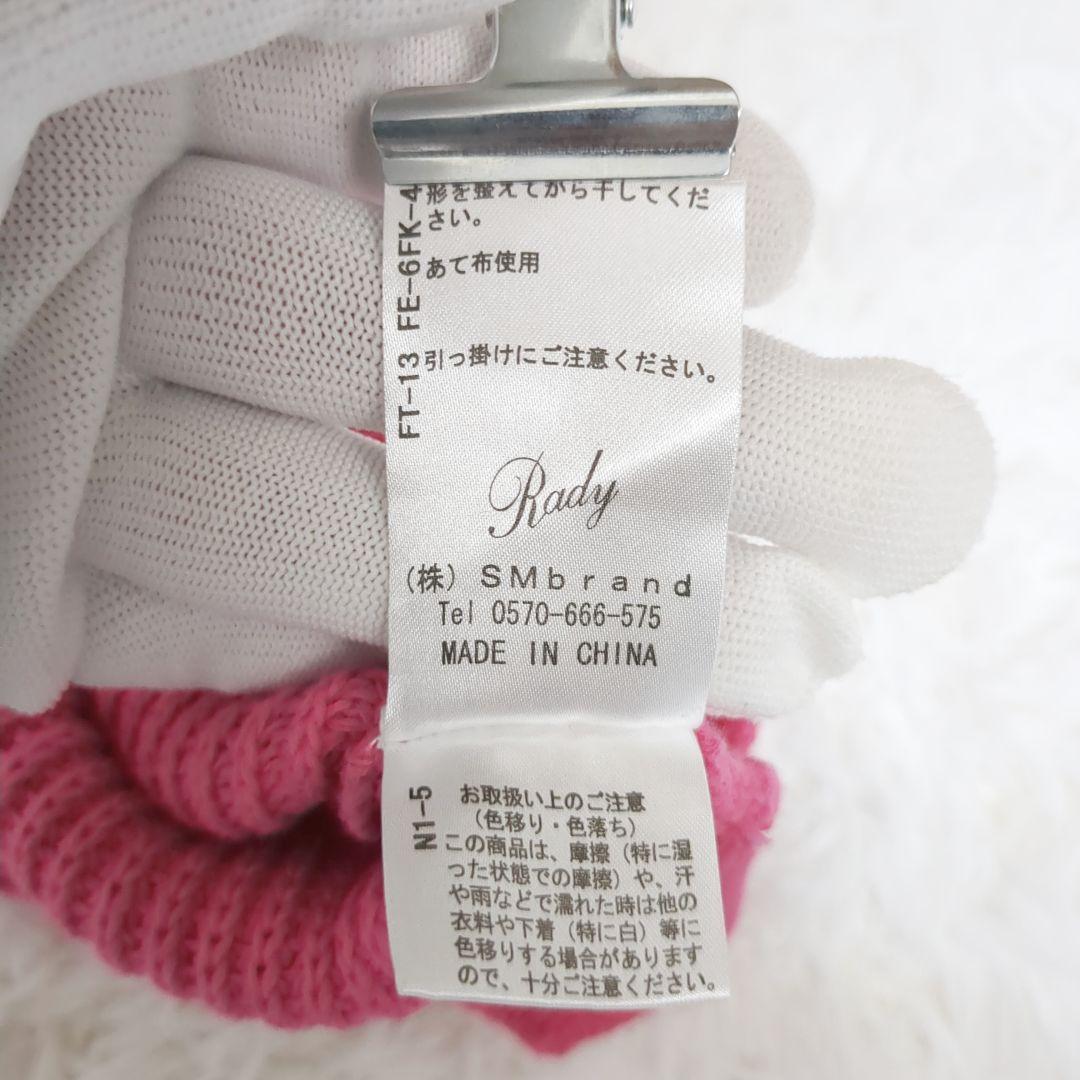 形を整えてから干してくだ
さい。
あて布使用
引っ掛けにご注意ください。
FT-13 FE-6FK-4
Rady
(株) SMbrand
Tel 0570-666-575
MADE IN CHINA
N1-5
お取扱い上のご注意
(色移り・色落ち)
この商品は、摩擦(特に湿
った状態での摩擦)や、汗
や雨などで濡れた時は他の
衣料や下着(特に白)等に
色移りする場合があります
ので、十分ご注意ください。